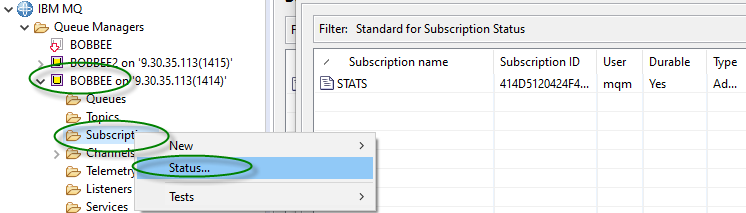 IBM MQ
Queue Managers
BOBBEE
BOBBEE2 on '9.30.35.113(1415)'
BOBBEE on '9.30.35.113(1414)'
Queues
Topics
Subscripti
Channels
Telemetry
Listeners
Services
New
Status...
Tests
Filter: Standard for Subscription Status
Subscription name Subscription ID User Durable Type
STATS 414D5120424F4... mqm Yes Ad...